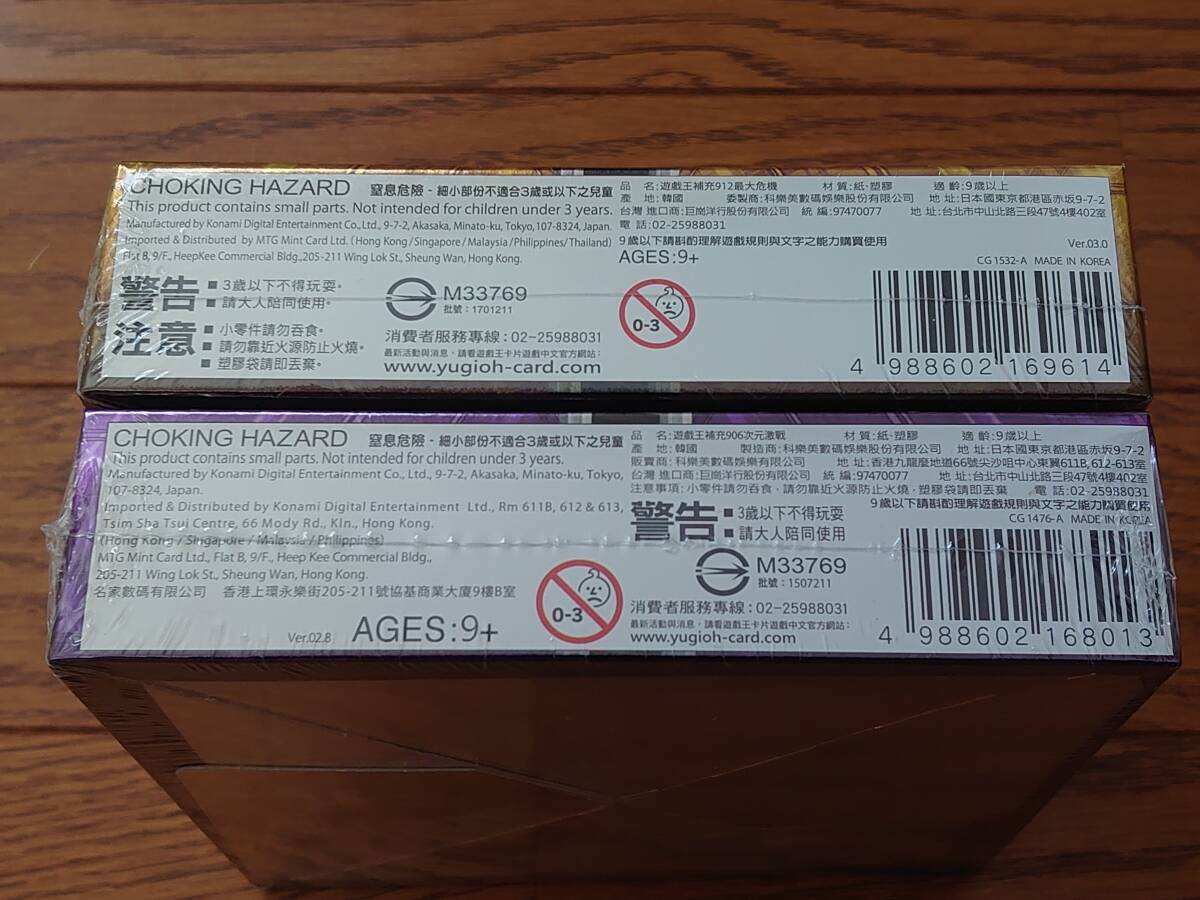 CHOKING HAZARD 窒息危險 - 細小部份不適合3歲或以下之兒童
This product contains small parts. Not intended for children under 3 years.
Manufactured by Konami Digital Entertainment Co., Ltd., 9-7-2, Akasaka, Minato-ku, Tokyo,107-8324, Japan.
Imported & Distributed by MTG Mint Card Ltd. (Hong Kong / Singapore / Malaysia / Philippines / Thailand)
Flat B, 9/F., HeepKee Commercial Bldg.,205-211 Wing Lok St., Sheung Wan, Hong Kong.
警告
■ 3歲以下不得玩耍。
■ 請大人陪同使用。
注意
■ 小零件請勿吞食。
■ 請勿靠近火源防止火燒。
■ 塑膠袋請即丟棄。
M33769
批號：1701211
消費者服務專線：02-25988031
最新活動與消息，請看遊戲王卡片遊戲中文官方網站：
www.yugioh-card.com
品 名：遊戲王補充912最大危機 材 質：紙・塑膠 適 齡：9歲以上
產 地：韓國 委製商：科樂美數碼娛樂股份有限公司 地 址：日本國東京都港區赤坂9-7-2
台灣 進口商：巨崗洋行股份有限公司 統 編：97470077 地 址：台北市中山北路三段47號4樓402室
電 話：02-25988031
9歲以下請斟酌理解遊戲規則與文字之能力購買使用 Ver.03.0
AGES:9+ CG 1532-A MADE IN KOREA
0-3
4 988602 169614
CHOKING HAZARD 窒息危險 - 細小部份不適合3歲或以下之兒童
This product contains small parts. Not intended for children under 3 years.
Manufactured by Konami Digital Entertainment Co., Ltd., 9-7-2, Akasaka, Minato-ku, Tokyo,
107-8324, Japan.
Imported & Distributed by Konami Digital Entertainment Ltd., Rm 611B, 612 & 613,
Tsim Sha Tsui Centre, 66 Mody Rd., Kln., Hong Kong.
(Hong Kong / Singapore / Malaysia / Philippines)
MTG Mint Card Ltd., Flat B, 9/F., Heep Kee Commercial Bldg.,
205-211 Wing Lok St., Sheung Wan, Hong Kong.
名家數碼有限公司 香港上環永樂街205-211號協基商業大廈9樓B室
Ver.02.8 AGES:9+
0-3
品 名：遊戲王補充906次元激戰 材 質：紙・塑膠 適 齡：9歲以上
產 地：韓國 製造商：科樂美數碼娛樂股份有限公司 地 址：日本國東京都港區赤坂9-7-2
販賣商：科樂美數碼娛樂有限公司 地 址：香港九龍麼地道66號尖沙咀中心東翼611B, 612-613室
台灣 進口商：巨崗洋行股份有限公司 統 編：97470077 地 址：台北市中山北路三段47號4樓402室
注意事項：小零件請勿吞食・請勿靠近火源防止火燒・塑膠袋請即丟棄 電 話：02-25988031
9歲以下請斟酌理解遊戲規則與文字之能力購買使用
警告
■ 3歲以下不得玩耍
■ 請大人陪同使用
CG 1476-A MADE IN KOREA
M33769
批號：1507211
消費者服務專線：02-25988031
最新活動與消息，請看遊戲王卡片遊戲中文官方網站：
www.yugioh-card.com
4 988602 168013